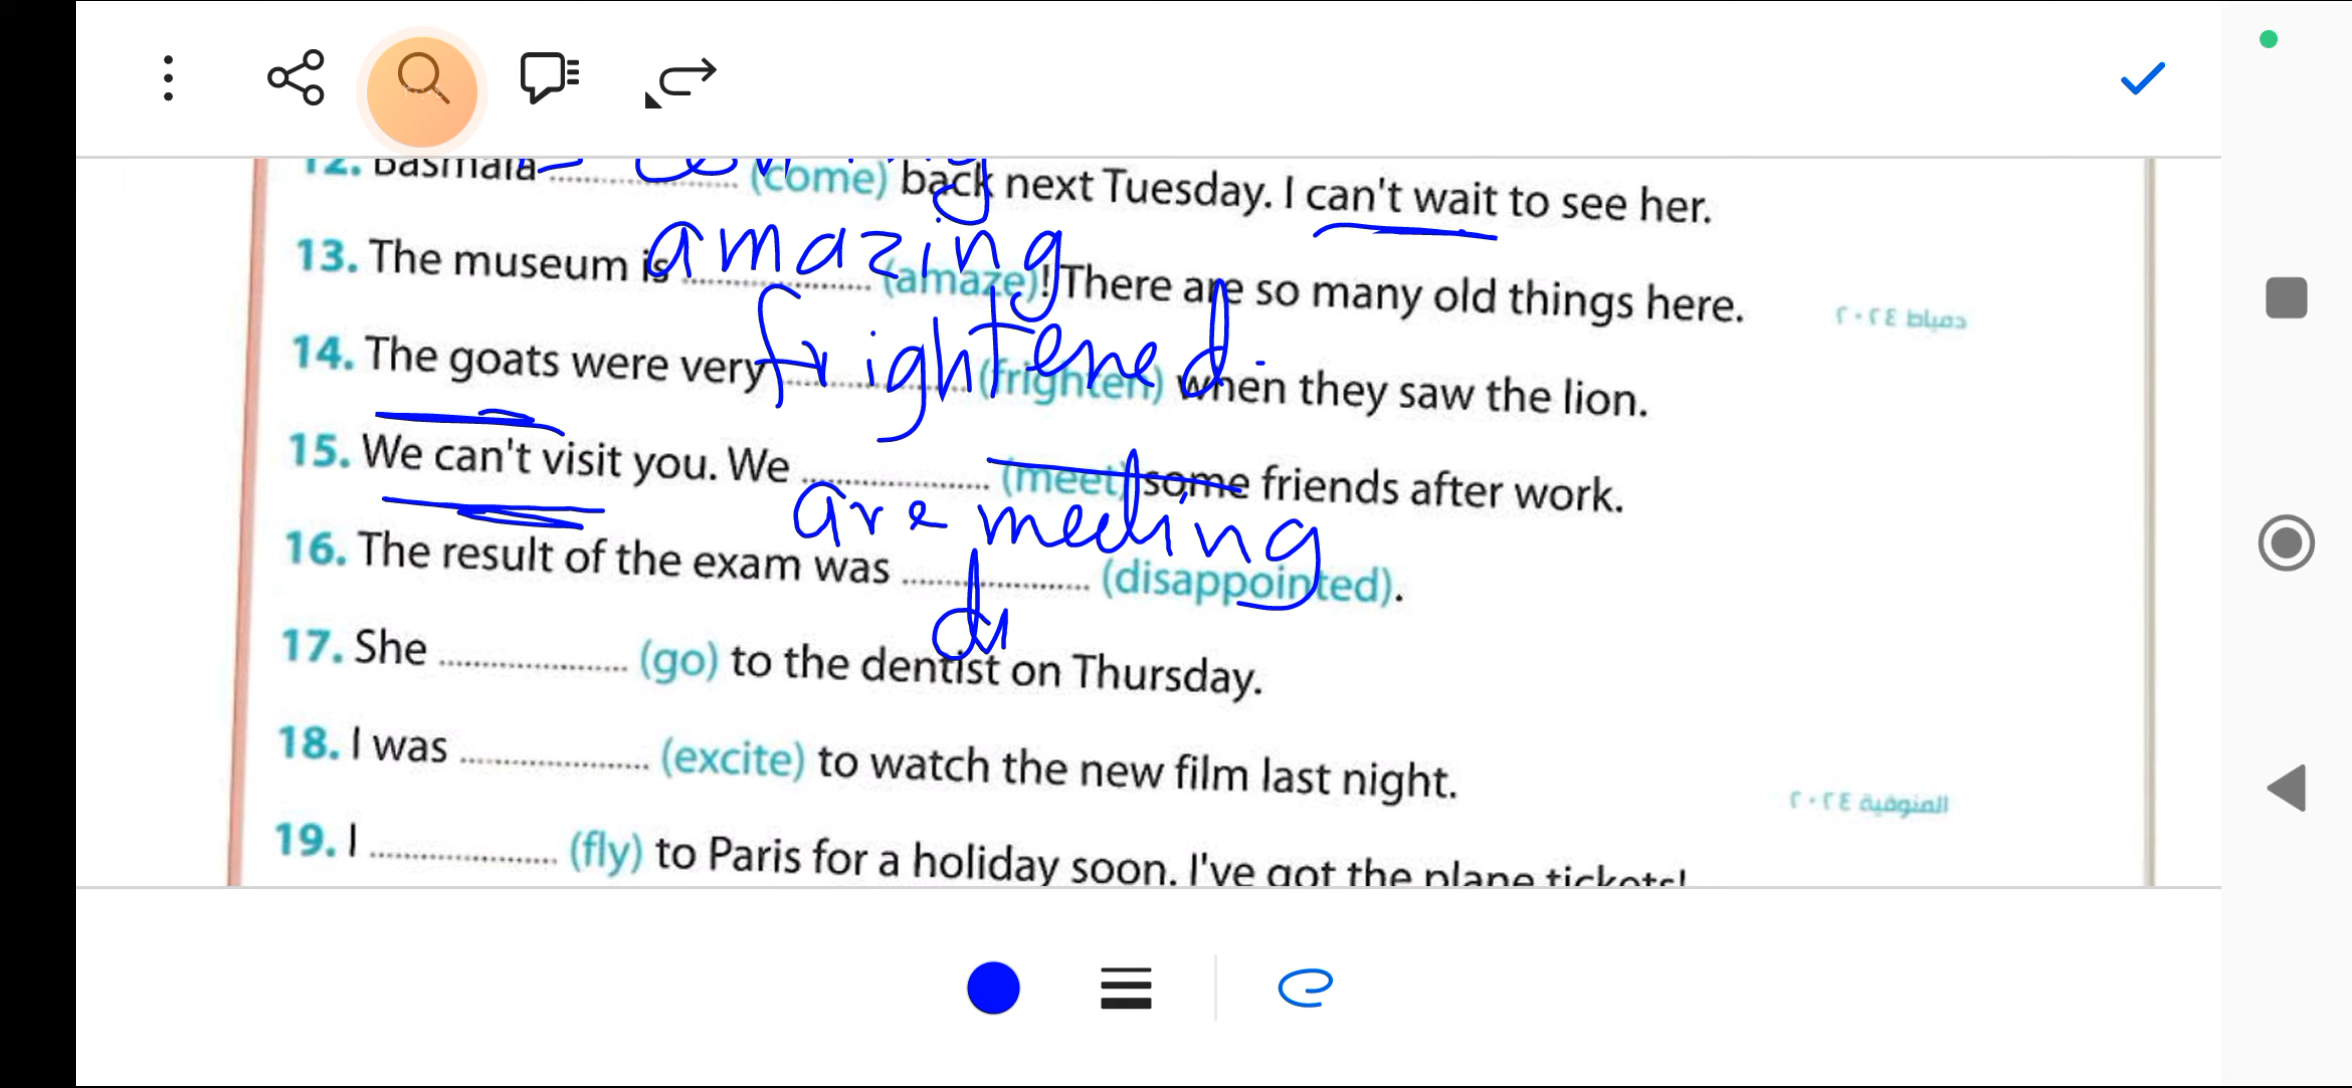 12. Basmala ................ (come) back next Tuesday. I can't wait to see her.
amazing
13. The museum is ................ (amaze)! There are so many old things here.
دمياط ٢٠٢٤
frightened
14. The goats were very ................ (frighten) when they saw the lion.
15. We can't visit you. We ................ (meet) some friends after work.
are meeting
16. The result of the exam was ................ (disappointed).
17. She ................ (go) to the dentist on Thursday.
18. I was ................ (excite) to watch the new film last night.
المنوفية ٢٠٢٤
19. I ................ (fly) to Paris for a holiday soon. I've got the plane tickets!